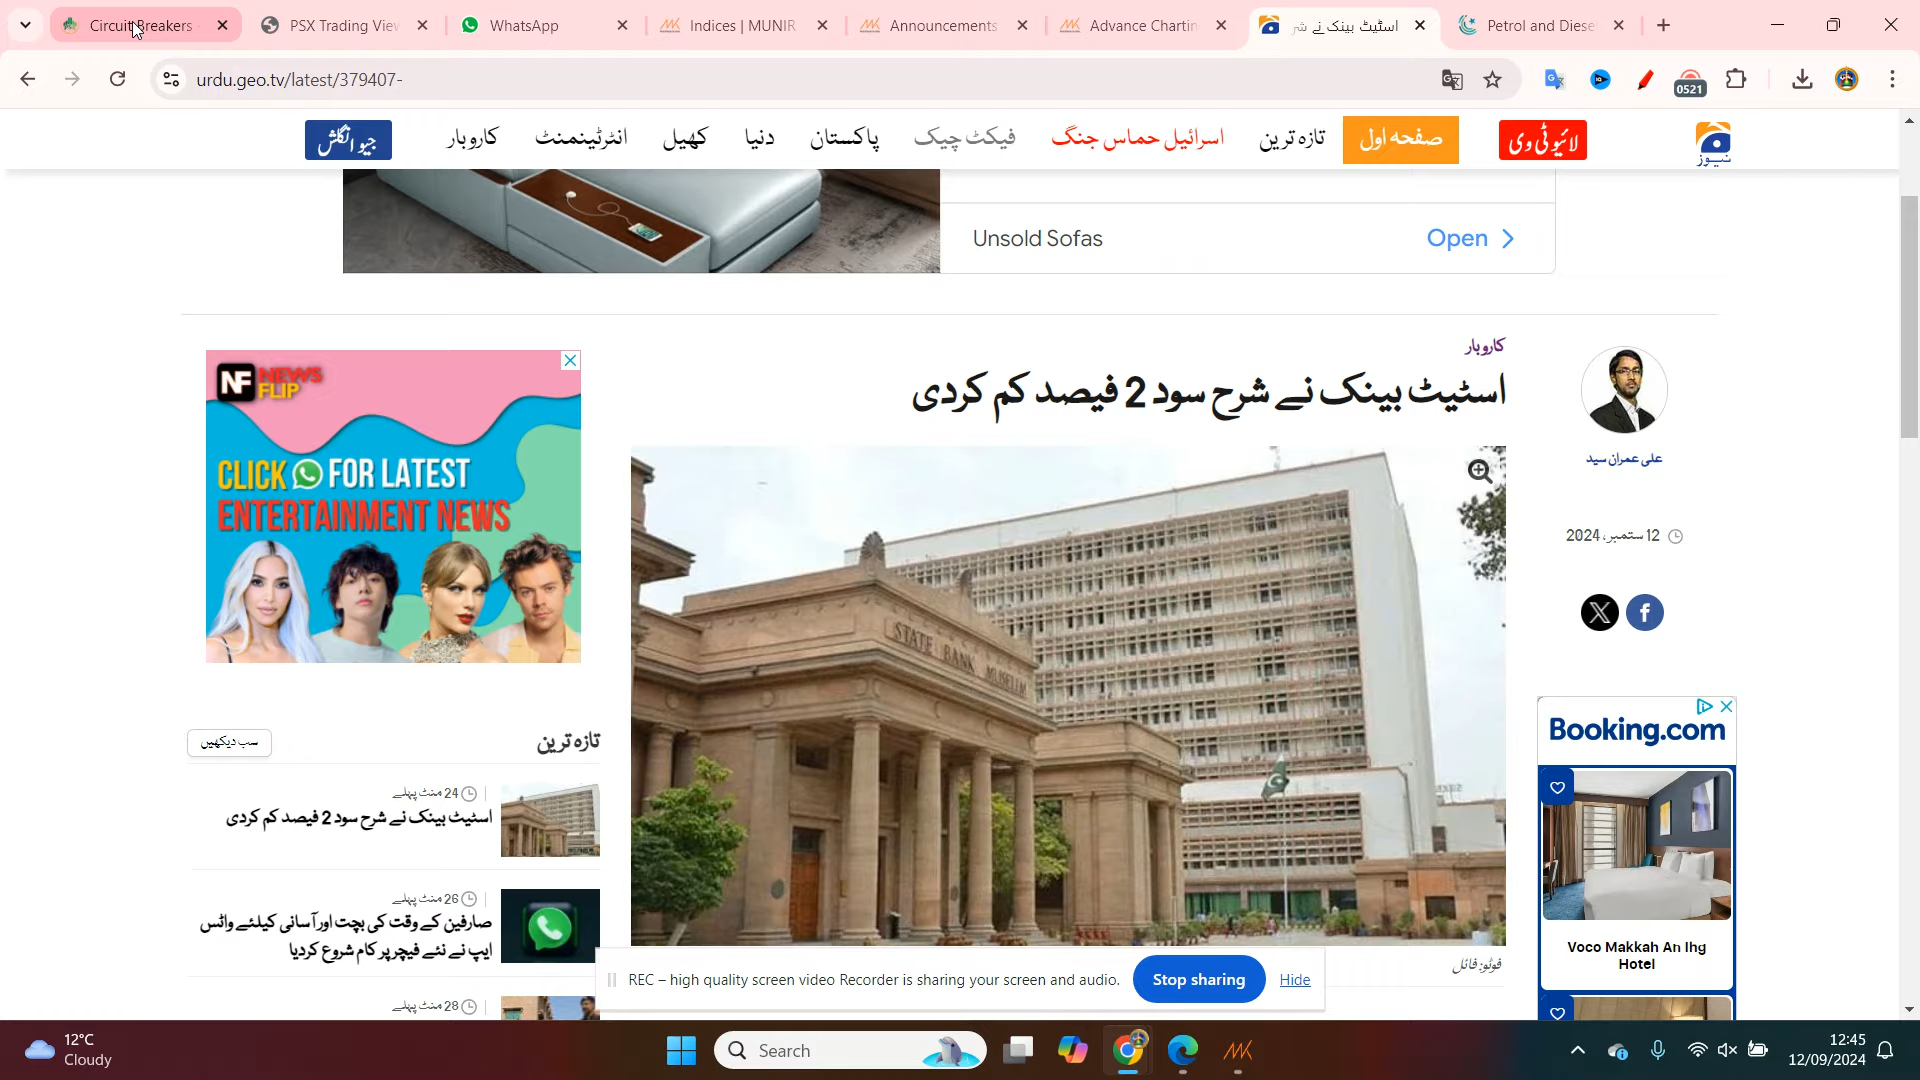 Circuit Breakers
PSX Trading View
WhatsApp
Indices | MUNIR
Announcements
Advance Chartin
اسٹیٹ بینک نے شر
Petrol and Diese
urdu.geo.tv/latest/379407-
0521
جیو انگلش
کاروبار
انٹرٹینمنٹ
کھیل
دنیا
پاکستان
فیکٹ چیک
اسرائیل حماس جنگ
تازہ ترین
صفحہ اول
لائیو ٹی وی
نیوز
Unsold Sofas
Open
کاروبار
اسٹیٹ بینک نے شرح سود 2 فیصد کم کردی
علی عمران سید
12 ستمبر، 2024
NF NEWS FLIP
CLICK FOR LATEST
ENTERTAINMENT NEWS
STATE BANK MUSEUM
تازہ ترین
سب دیکھیں
24 منٹ پہلے
اسٹیٹ بینک نے شرح سود 2 فیصد کم کردی
26 منٹ پہلے
صارفین کے وقت کی بچت اور آسانی کیلئے واٹس
ایپ نے نئے فیچر پر کام شروع کردیا
28 منٹ پہلے
فوٹو: فائل
Booking.com
Voco Makkah An Ihg
Hotel
REC – high quality screen video Recorder is sharing your screen and audio.
Stop sharing
Hide
12°C
Cloudy
Search
12:45
12/09/2024